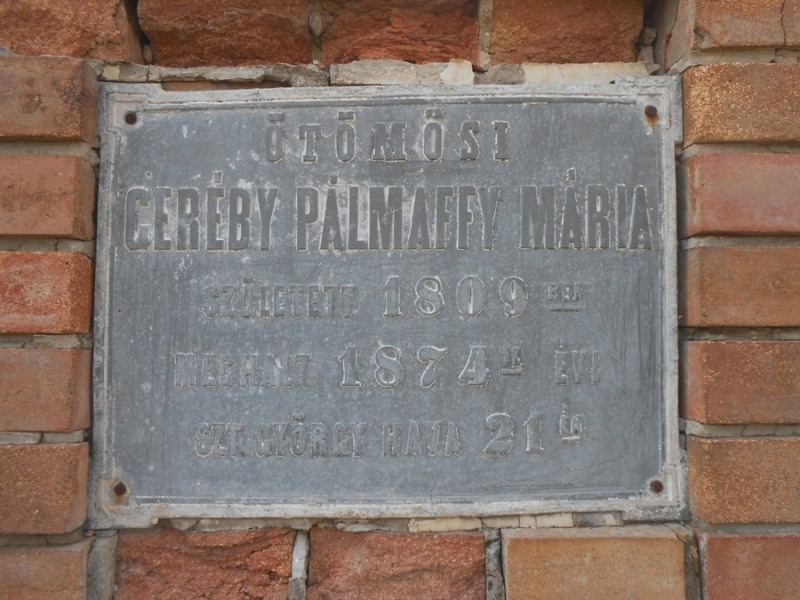 ÖTÖMÖSI
CERÉBY PÁLMAFFY MÁRIA
SZÜLETETT 1809 BEN
MEGHALT 1874 IK ÉVI
SZT. GYÖRGY HAVA 21 ÉN